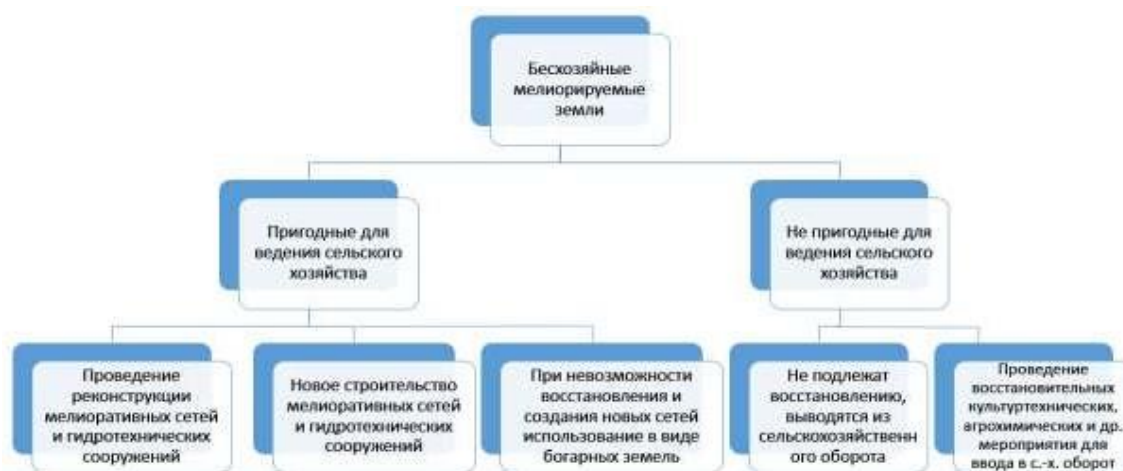 Бесхозяйные
мелиорируемые
земли
Пригодные для
ведения сельского
хозяйства
Не пригодные для
ведения сельского
хозяйства
Проведение
реконструкции
мелиоративных сетей
и гидротехнических
сооружений
Новое строительство
мелиоративных сетей
и гидротехнических
сооружений
При невозможности
восстановления и
создания новых сетей
использование в виде
богарных земель
Не подлежат
восстановлению,
выводятся из
сельскохозяйственн
ого оборота
Проведение
восстановительных
культуртехнических,
агрохимических и др.
мероприятия для
ввода в с.-х. оборот